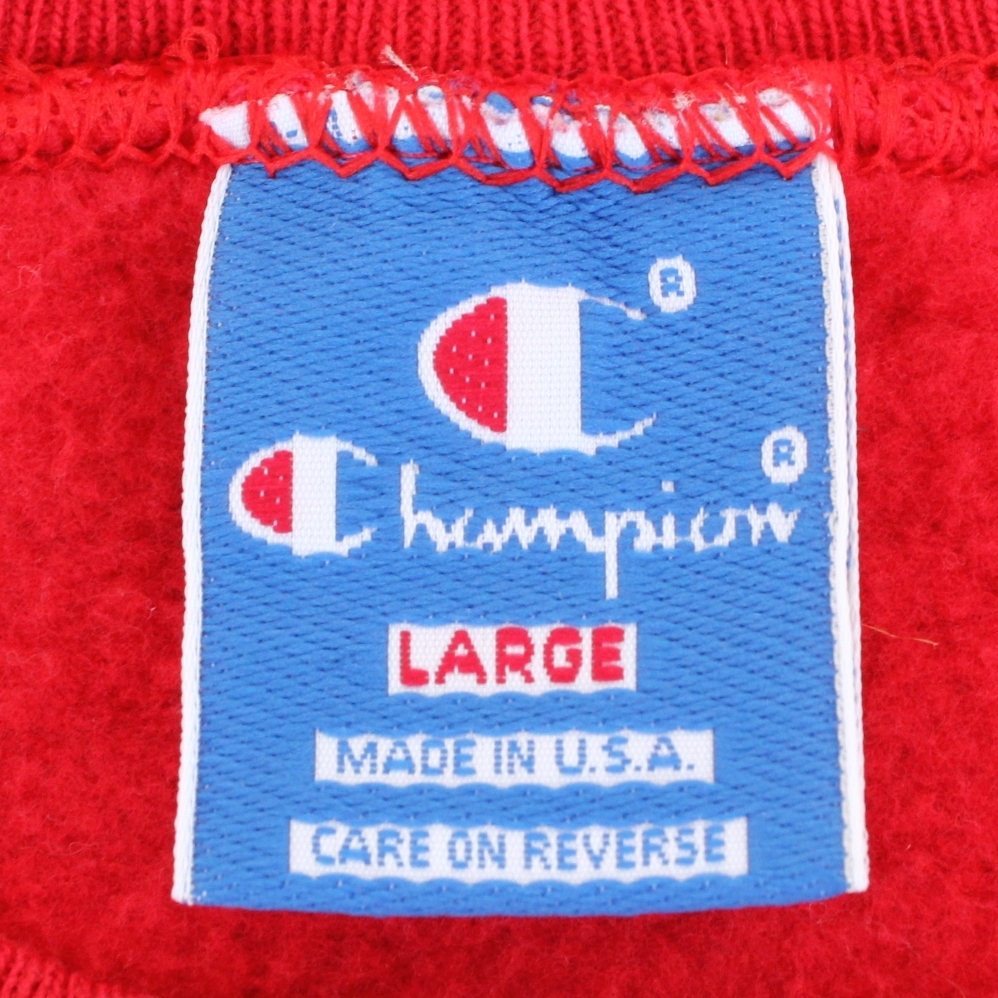 C®
Champion®
LARGE
MADE IN U.S.A.
CARE ON REVERSE